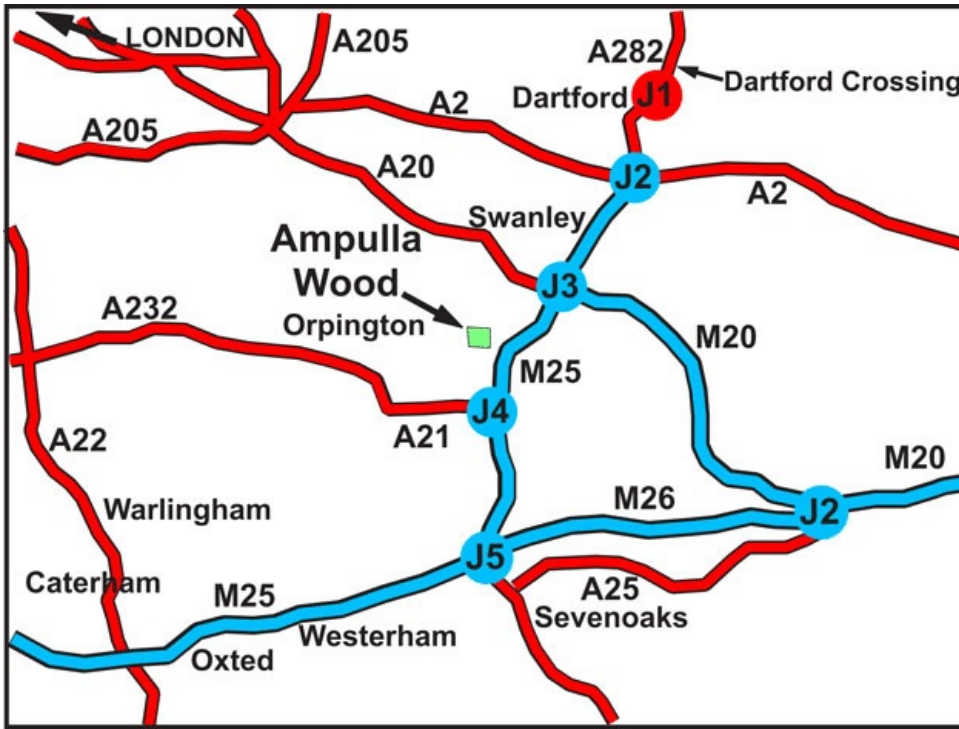 LONDON
A205
A282
Dartford Crossing
Dartford
J1
A2
A205
A20
J2
A2
Swanley
Ampulla
Wood
J3
Orpington
A232
M20
M25
J4
A21
A22
M20
M26
Warlingham
J2
J5
Caterham
M25
A25
Sevenoaks
Westerham
Oxted